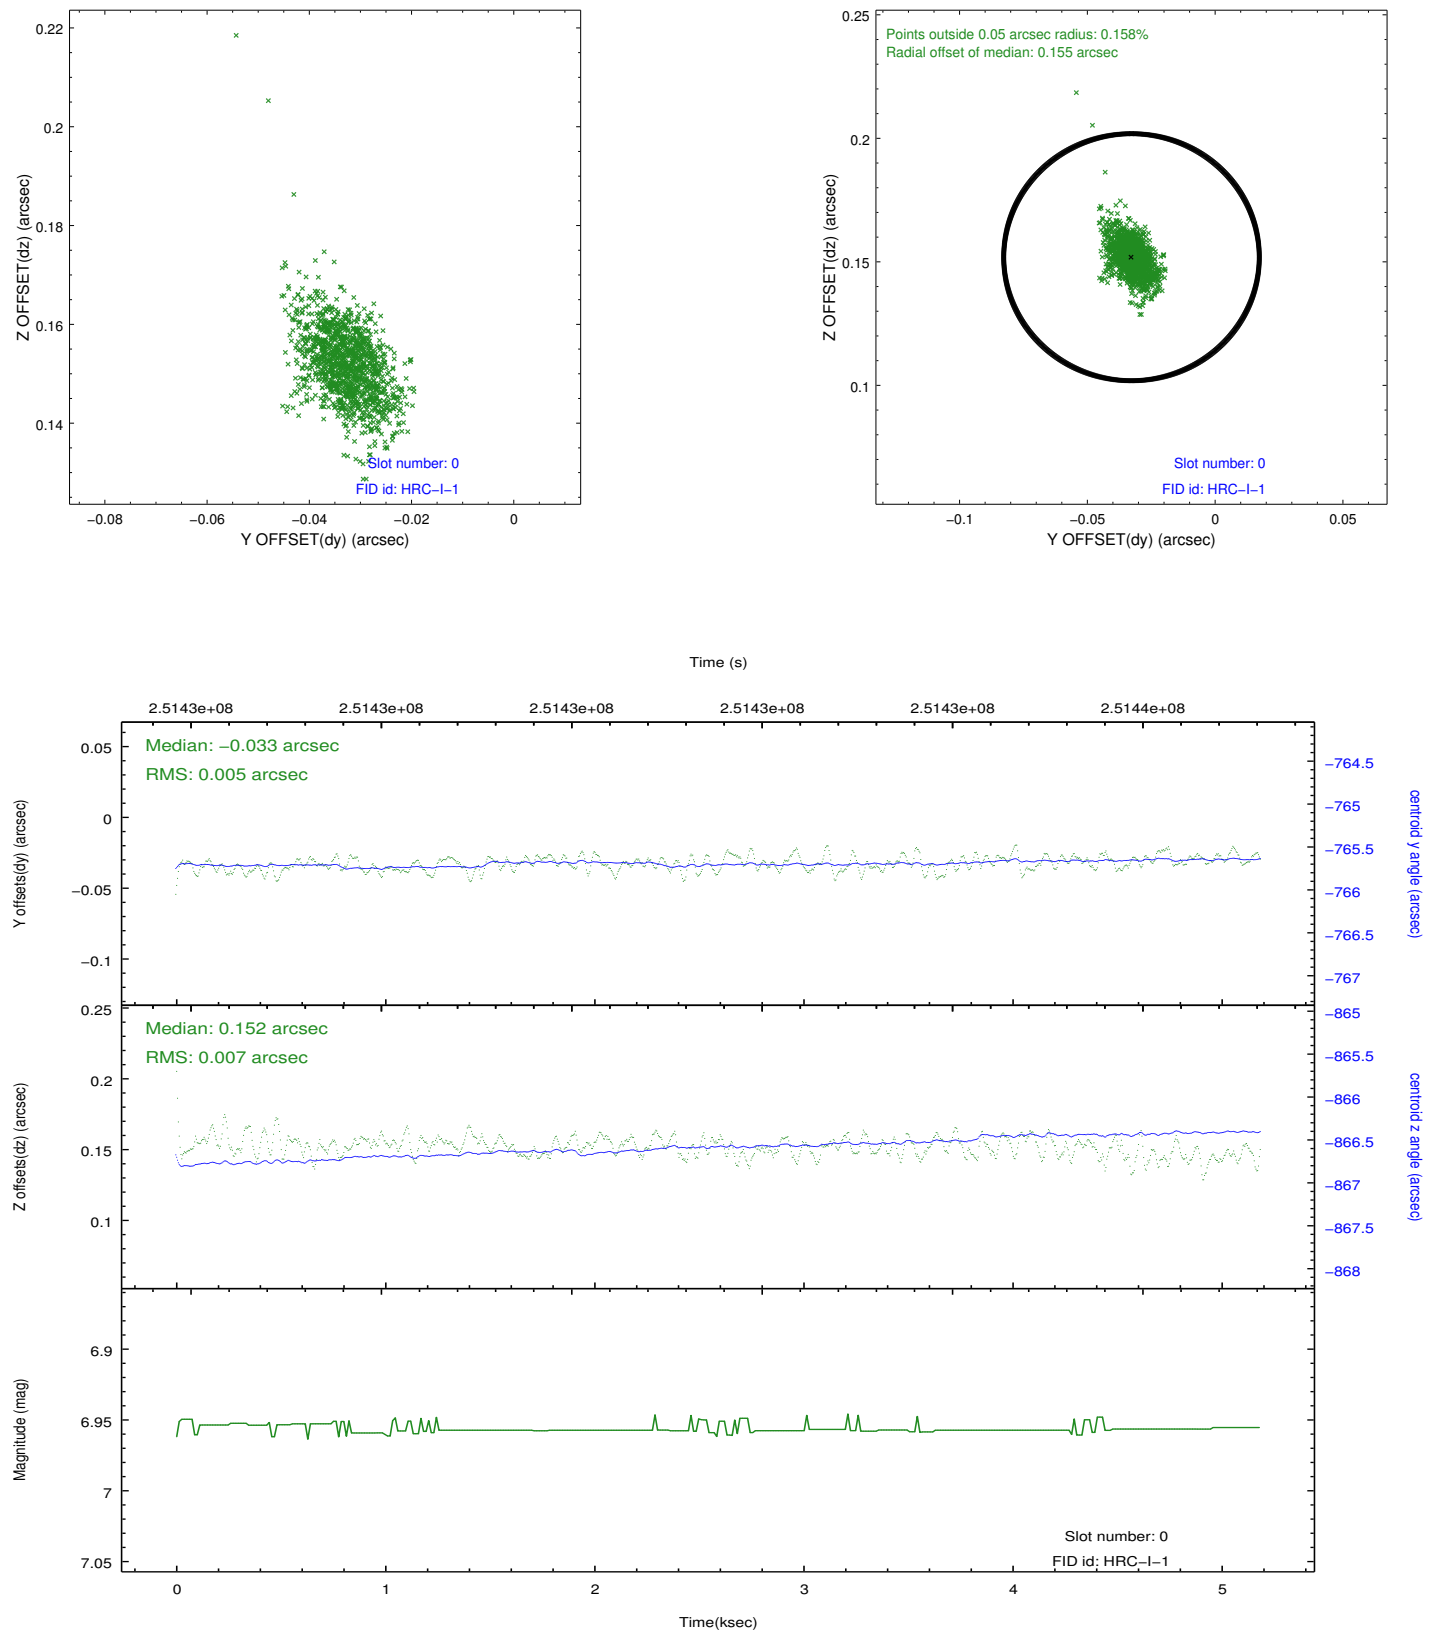 0.22
0.2
0.18
0.16
0.14
Z OFFSET(dz) (arcsec)
Slot number: 0
FID id: HRC−I−1
−0.08
−0.06
−0.04
−0.02
0
Y OFFSET(dy) (arcsec)
0.25
0.2
0.15
0.1
Z OFFSET(dz) (arcsec)
Points outside 0.05 arcsec radius: 0.158%
Radial offset of median: 0.155 arcsec
Slot number: 0
FID id: HRC−I−1
−0.1
−0.05
0
0.05
Y OFFSET(dy) (arcsec)
Time (s)
2.5143e+08
2.5143e+08
2.5143e+08
2.5143e+08
2.5143e+08
2.5144e+08
Median: −0.033 arcsec
RMS: 0.005 arcsec
0.05
0
−0.05
−0.1
Y offsets(dy) (arcsec)
−764.5
−765
−765.5
−766
−766.5
−767
centroid y angle (arcsec)
Median: 0.152 arcsec
RMS: 0.007 arcsec
0.25
0.2
0.15
0.1
Z offsets(dz) (arcsec)
−865
−865.5
−866
−866.5
−867
−867.5
−868
centroid z angle (arcsec)
6.9
6.95
7
7.05
Magnitude (mag)
Slot number: 0
FID id: HRC−I−1
0
1
2
3
4
5
Time(ksec)